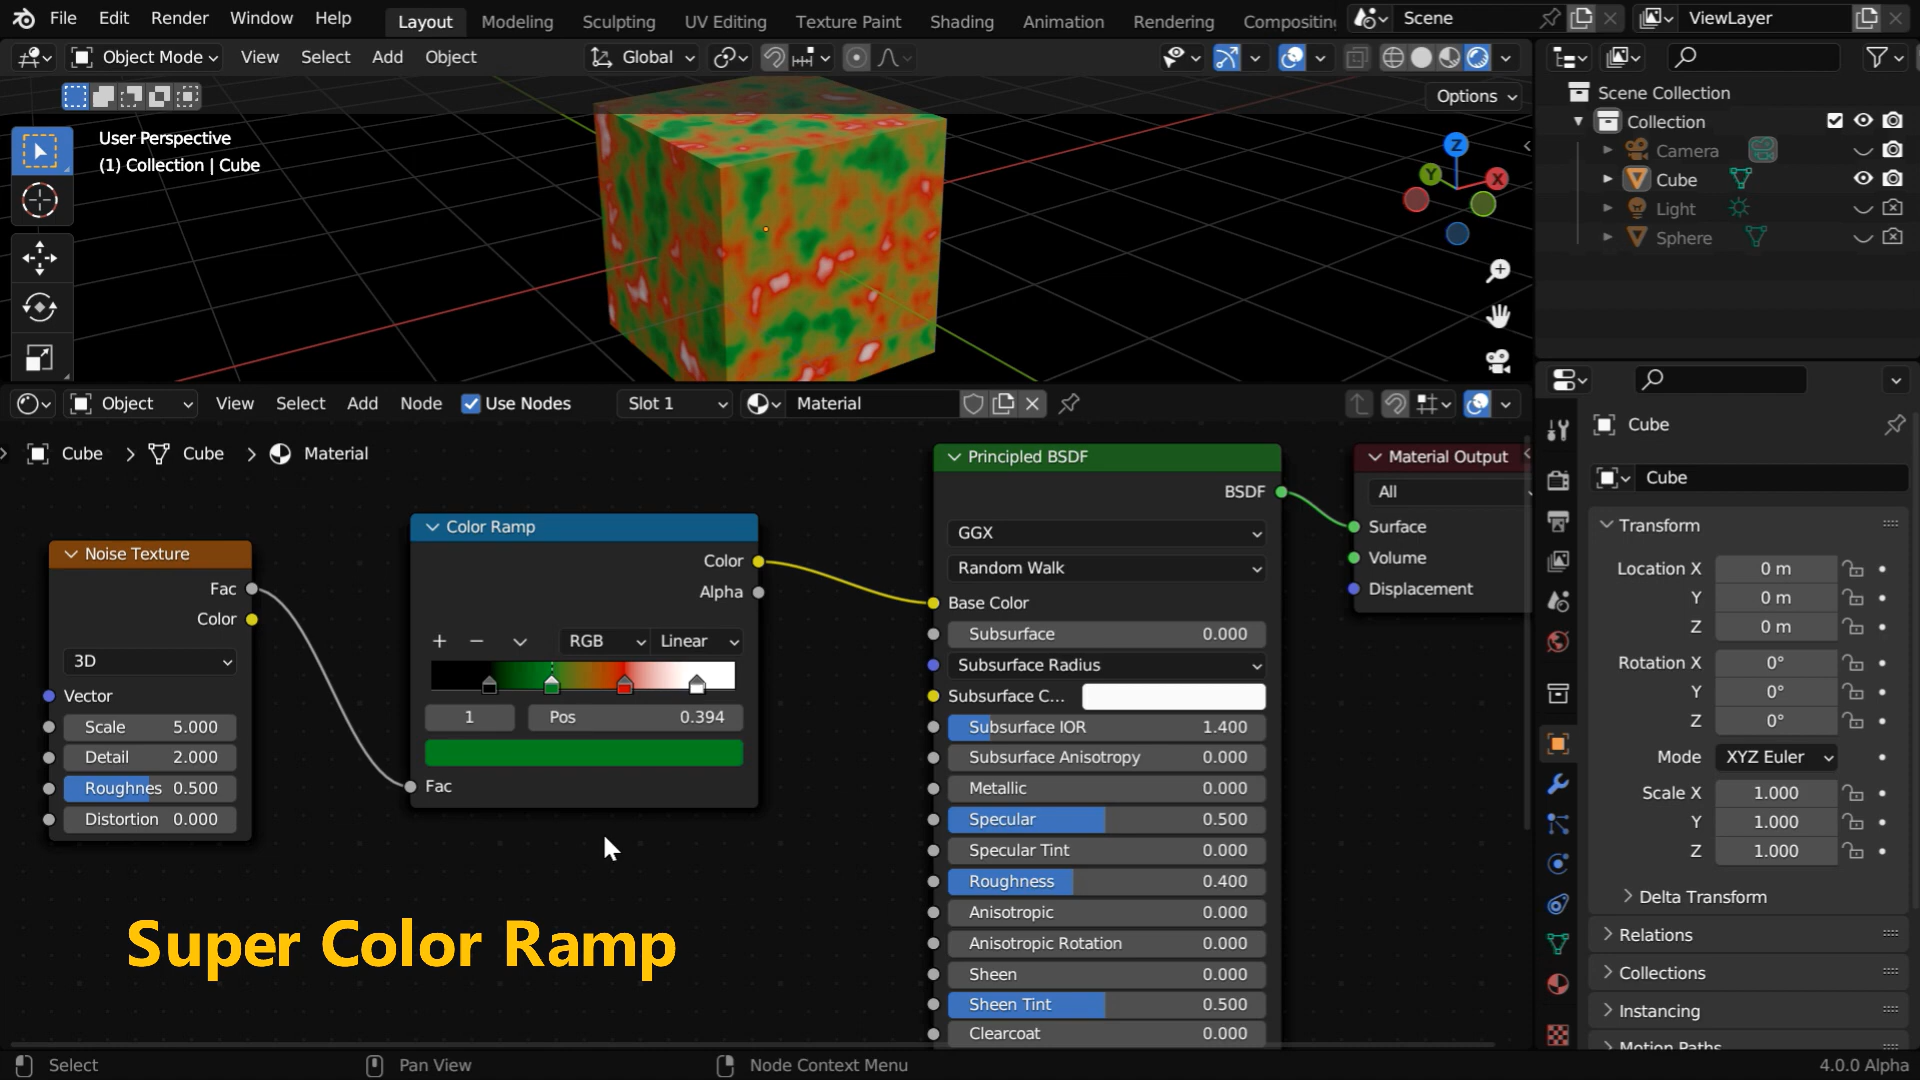 File Edit Render Window Help Layout Modeling Sculpting UV Editing Texture Paint Shading Animation Rendering Scene ViewLayer
Object Mode View Select Add Object Global
Options
User Perspective
(1) Collection | Cube
Z
Y
X
Scene Collection
Collection
Camera
Cube
Light
Sphere
Object View Select Add Node Use Nodes Slot 1 Material
Cube Cube Material
Noise Texture
Fac
Color
3D
Vector
Scale 5.000
Detail 2.000
Roughnes 0.500
Distortion 0.000
Color Ramp
Color
Alpha
RGB Linear
1 Pos 0.394
Fac
Principled BSDF
BSDF
GGX
Random Walk
Base Color
Subsurface 0.000
Subsurface Radius
Subsurface C...
Subsurface IOR 1.400
Subsurface Anisotropy 0.000
Metallic 0.000
Specular 0.500
Specular Tint 0.000
Roughness 0.400
Anisotropic 0.000
Anisotropic Rotation 0.000
Sheen 0.000
Sheen Tint 0.500
Clearcoat 0.000
Material Output
All
Surface
Volume
Displacement
Super Color Ramp
Cube
Cube
Transform
Location X 0 m
Y 0 m
Z 0 m
Rotation X 0°
Y 0°
Z 0°
Mode XYZ Euler
Scale X 1.000
Y 1.000
Z 1.000
Delta Transform
Relations
Collections
Instancing
Motion Paths
Select Pan View Node Context Menu 4.0.0 Alpha